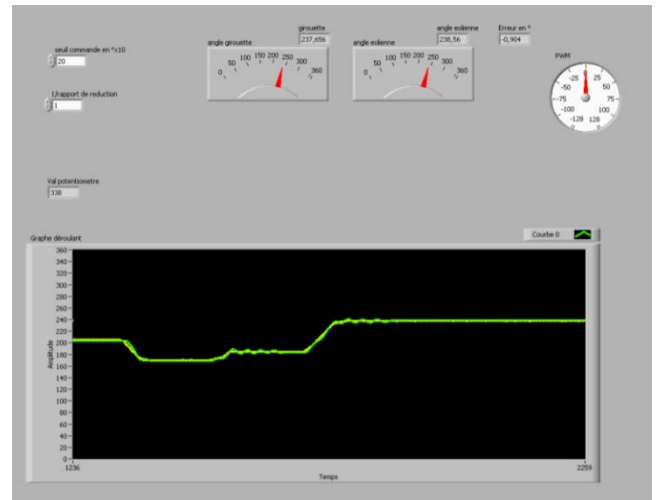 seuil commande en °x10
20
1/rapport de reduction
1
Val potentiometre
338
angle girouette
girouette
237,656
0 50 100 150 200 250 300 360
angle eolienne
angle eolienne
238,56
0 50 100 150 200 250 300 360
Erreur en °
-0,904
PWM
-128 -100 -75 -50 -25 0 25 50 75 100 128
Graphe déroulant
Courbe 0
Amplitude
360
340
320
300
280
260
240
220
200
180
160
140
120
100
80
60
40
20
0
1236
2259
Temps